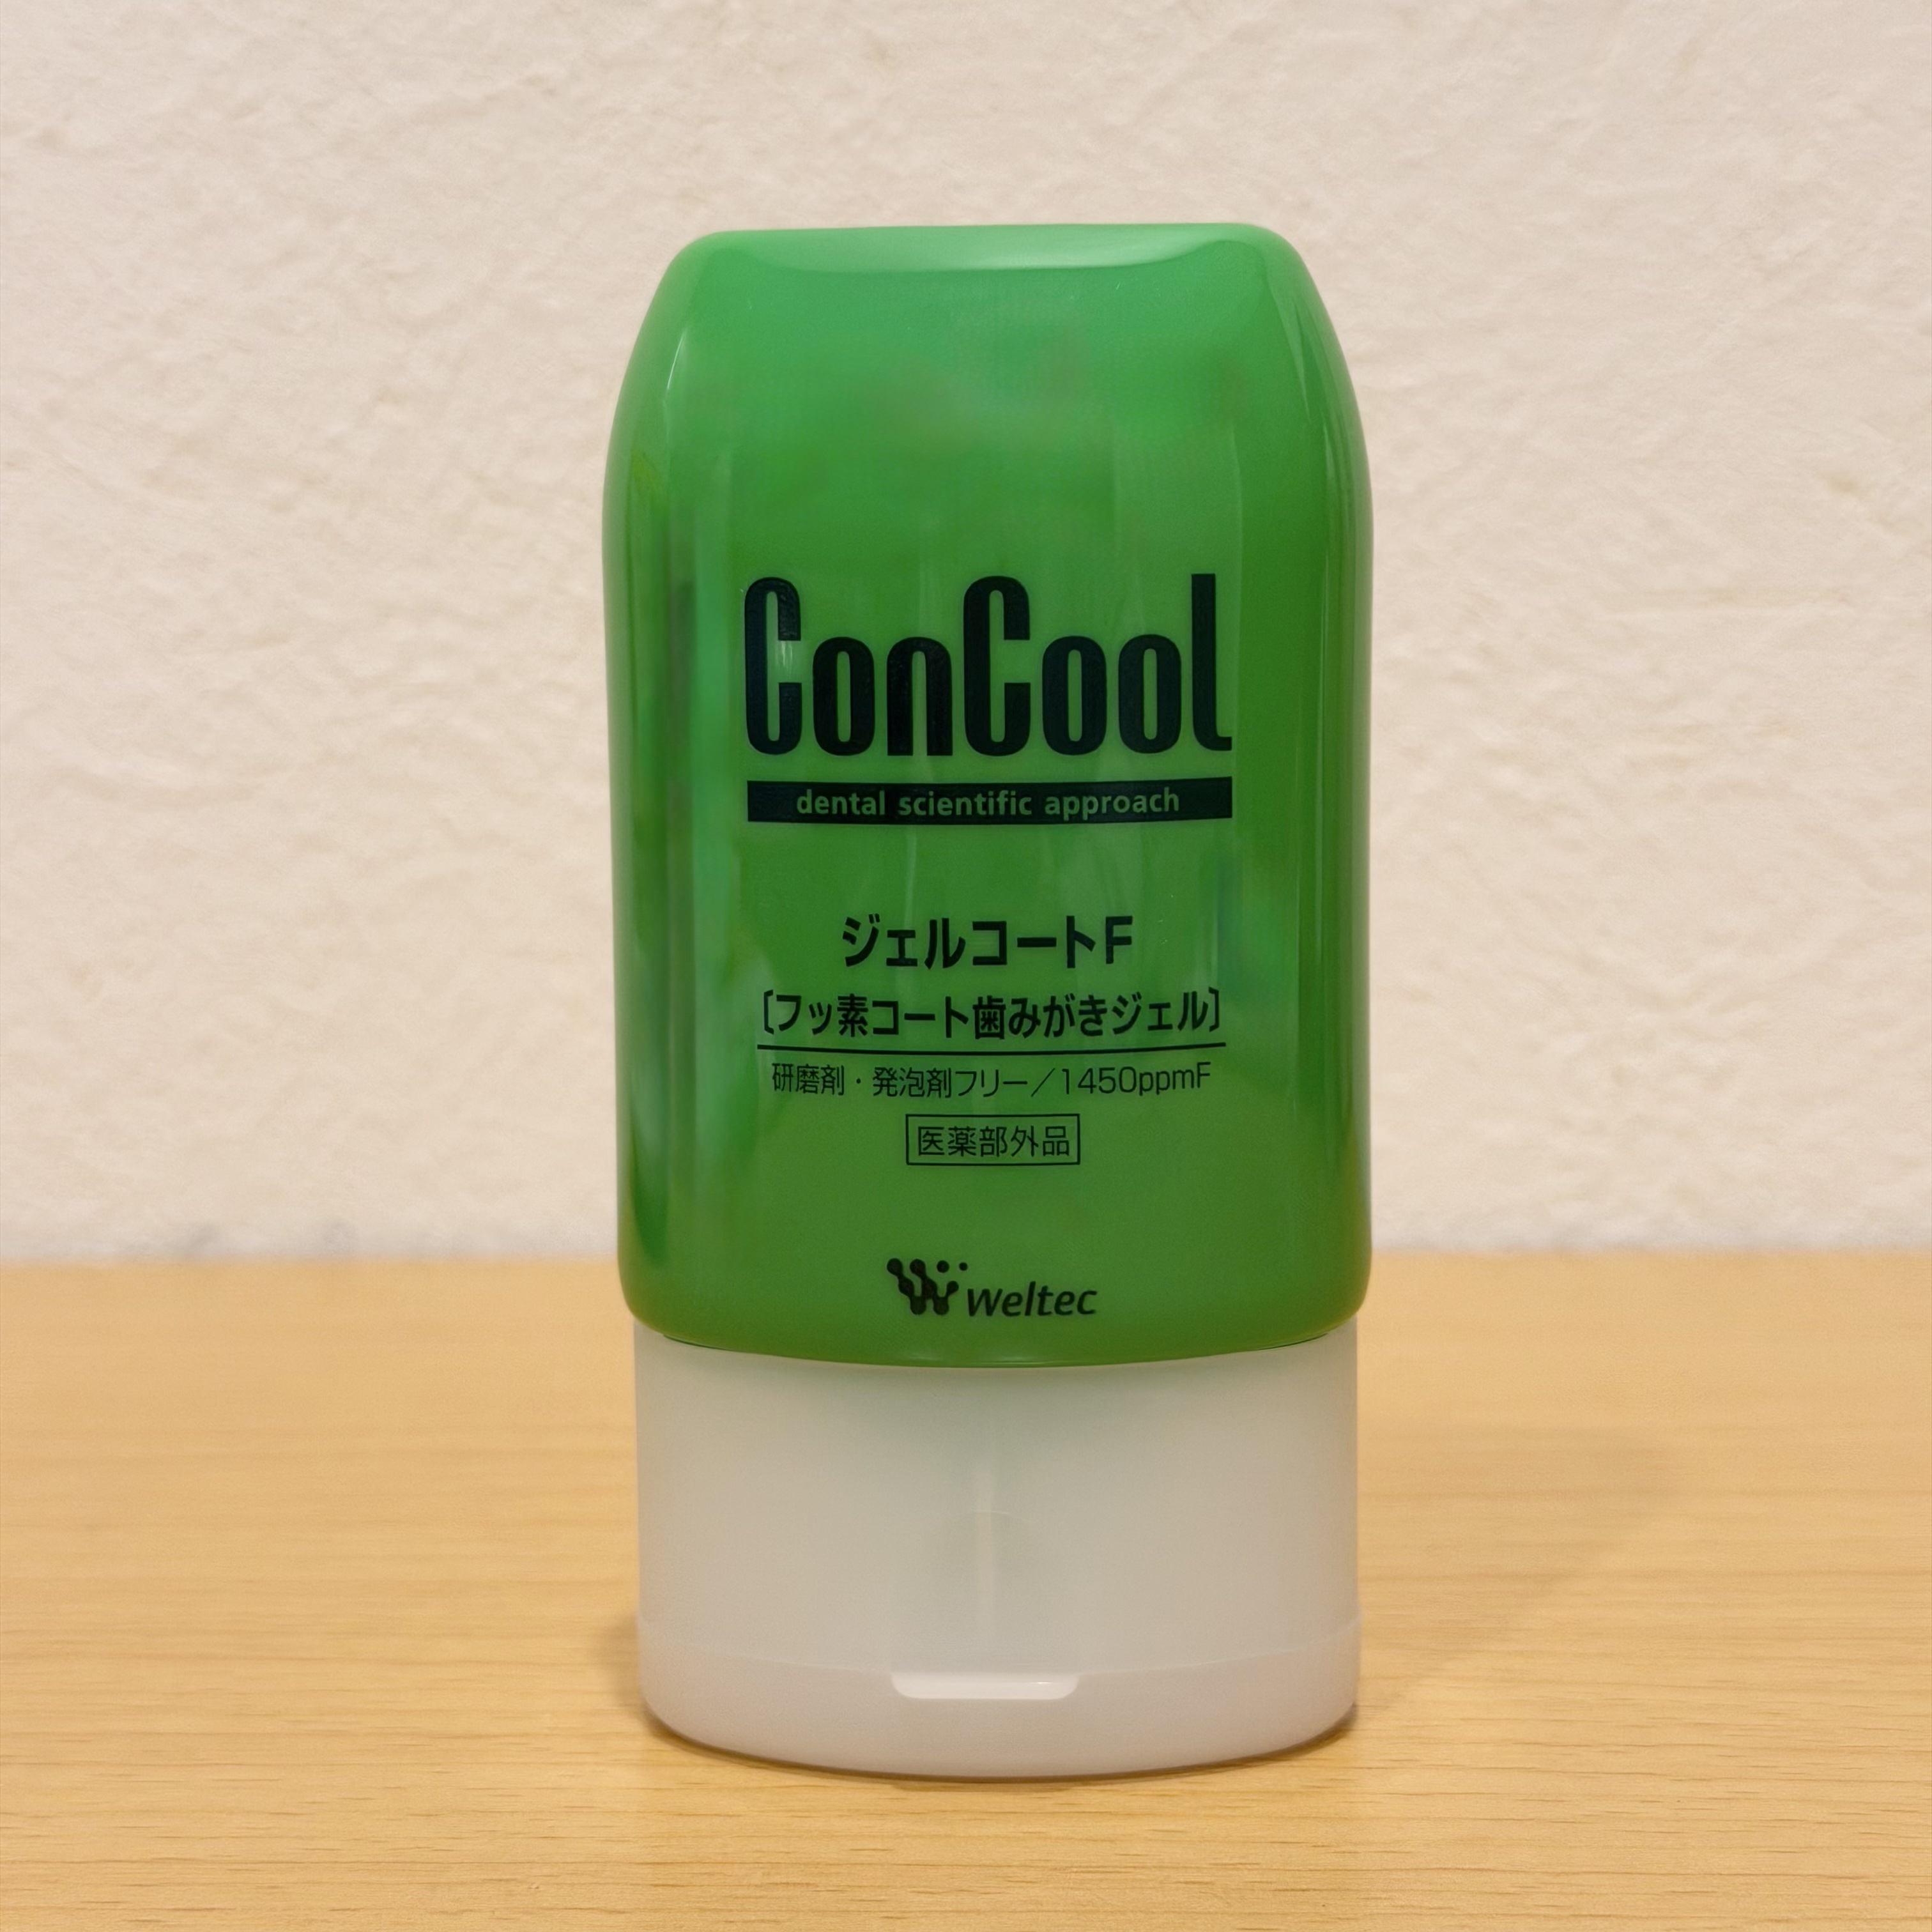 ConCool
dental scientific approach
ジェルコートF
〔フッ素コート歯みがきジェル〕
研磨剤・発泡剤フリー／1450ppmF
医薬部外品
weltec